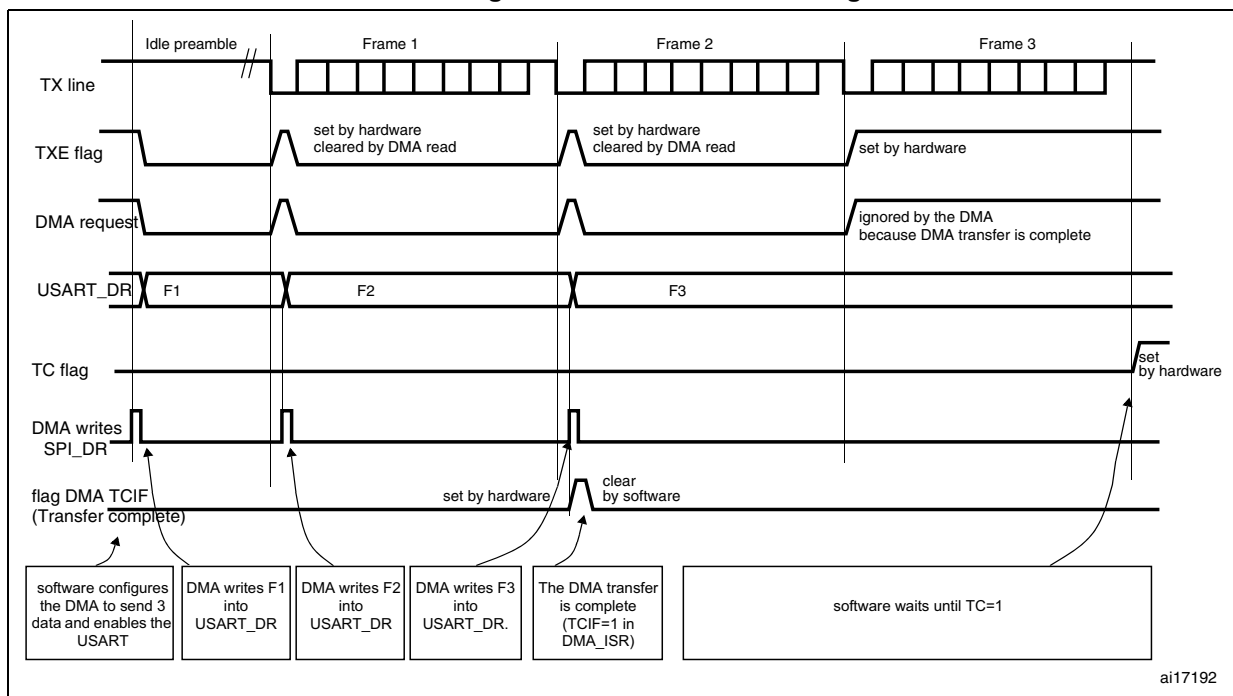 Idle preamble
Frame 1
Frame 2
Frame 3
TX line
TXE flag
set by hardware
cleared by DMA read
set by hardware
cleared by DMA read
set by hardware
DMA request
ignored by the DMA
because DMA transfer is complete
USART_DR
F1
F2
F3
TC flag
set
by hardware
DMA writes
SPI_DR
flag DMA TCIF
(Transfer complete)
set by hardware
clear
by software
software configures
the DMA to send 3
data and enables the
USART
DMA writes F1
into
USART_DR
DMA writes F2
into
USART_DR
DMA writes F3
into
USART_DR.
The DMA transfer
is complete
(TCIF=1 in
DMA_ISR)
software waits until TC=1
ai17192